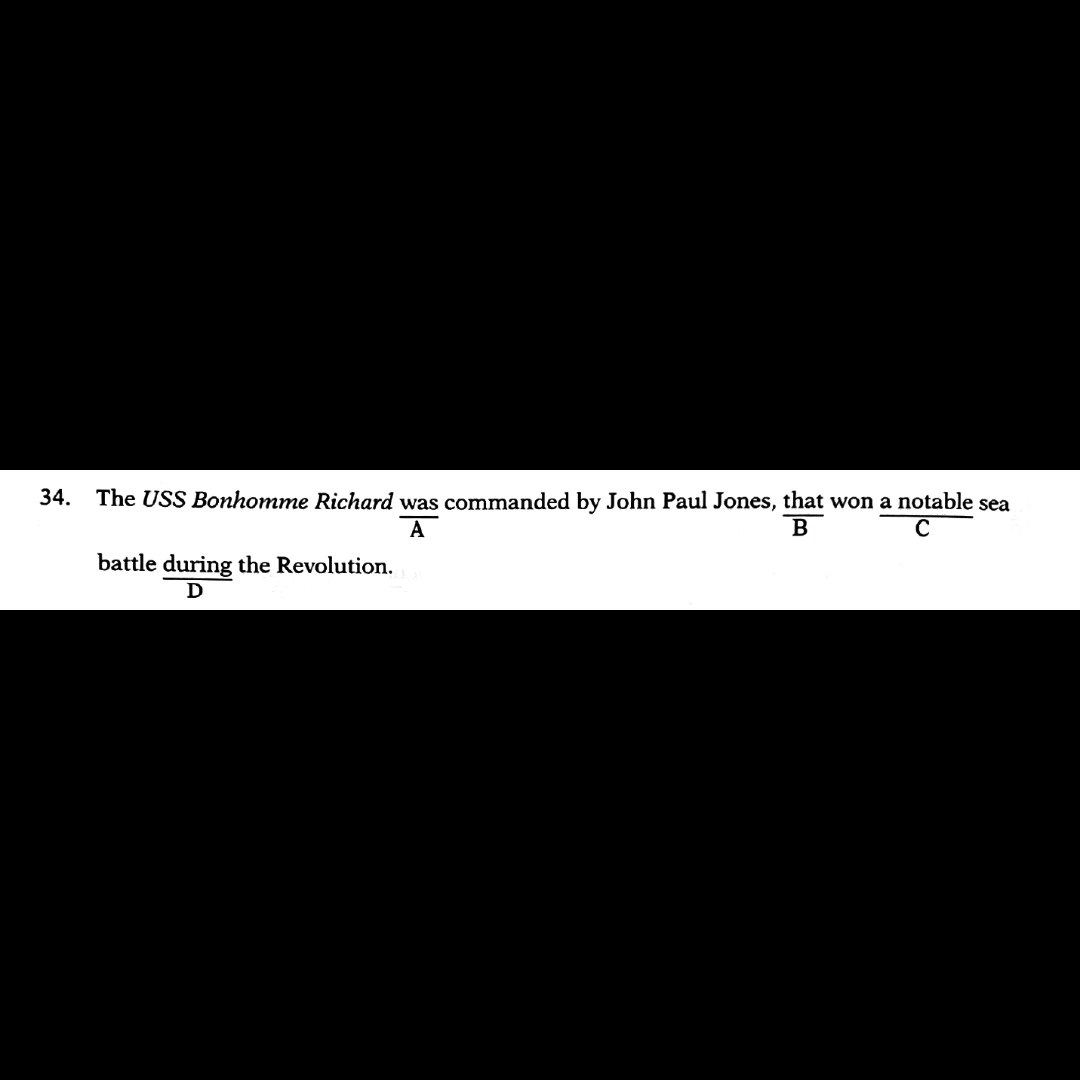 34. The USS Bonhomme Richard was commanded by John Paul Jones, that won a notable sea
A B C
battle during the Revolution.
D